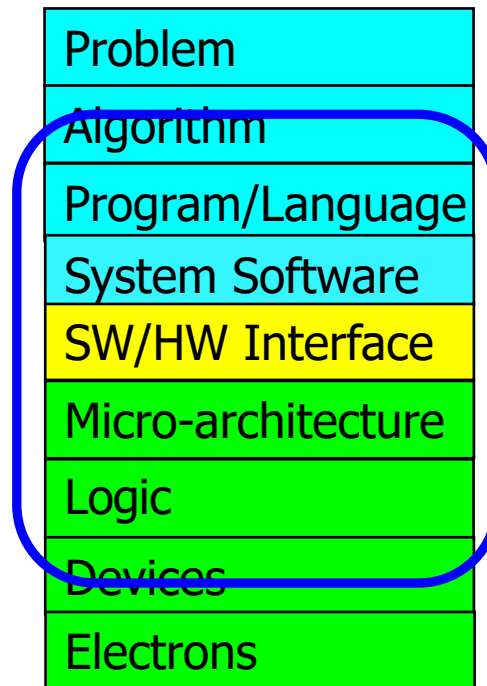 Problem
Algorithm
Program/Language
System Software
SW/HW Interface
Micro-architecture
Logic
Devices
Electrons